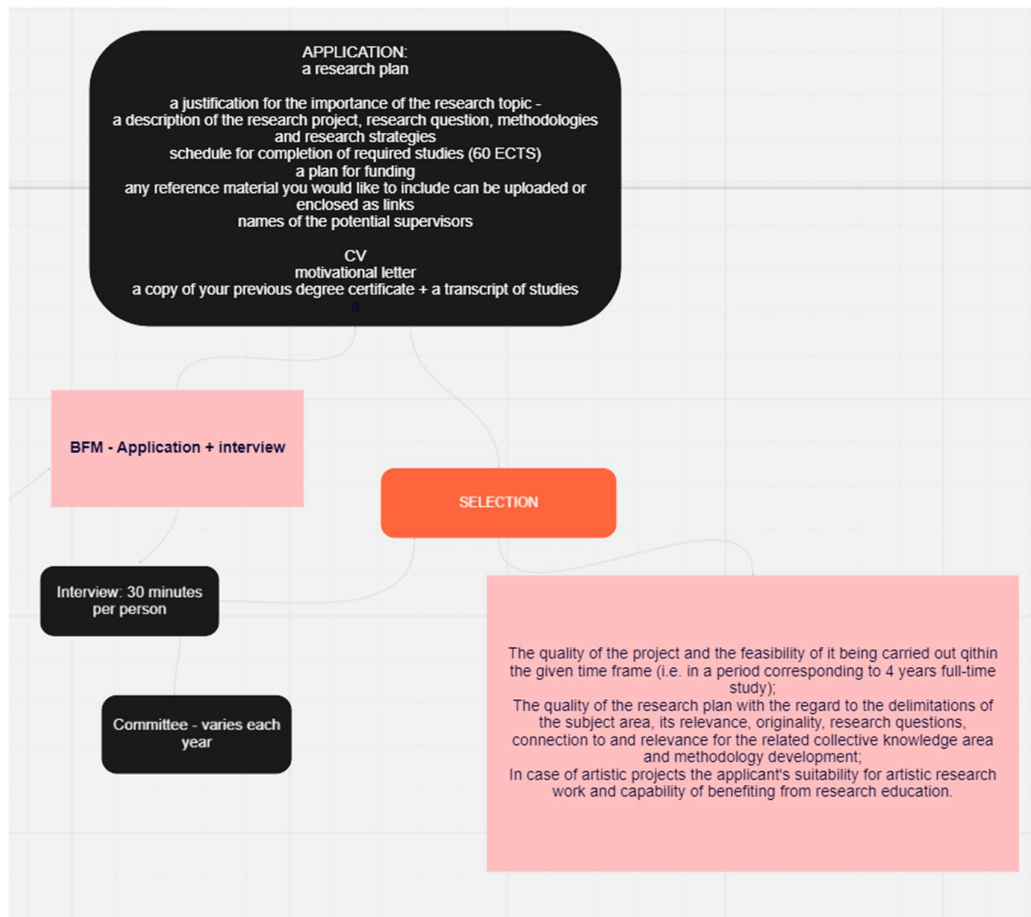 APPLICATION:
a research plan
a justification for the importance of the research topic -
a description of the research project, research question, methodologies
and research strategies
schedule for completion of required studies (60 ECTS)
a plan for funding
any reference material you would like to include can be uploaded or
enclosed as links
names of the potential supervisors
CV
motivational letter
a copy of your previous degree certificate + a transcript of studies
a
BFM - Application + interview
SELECTION
Interview: 30 minutes
per person
Committee - varies each
year
The quality of the project and the feasibility of it being carried out qithin
the given time frame (i.e. in a period corresponding to 4 years full-time
study);
The quality of the research plan with the regard to the delimitations of
the subject area, its relevance, originality, research questions,
connection to and relevance for the related collective knowledge area
and methodology development;
In case of artistic projects the applicant's suitability for artistic research
work and capability of benefiting from research education.